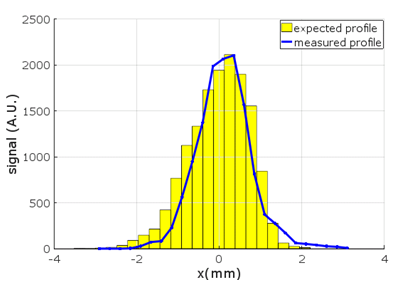 2500
expected profile
measured profile
2000
1500
1000
500
0
signal (A.U.)
-4
-2
0
2
4
x(mm)